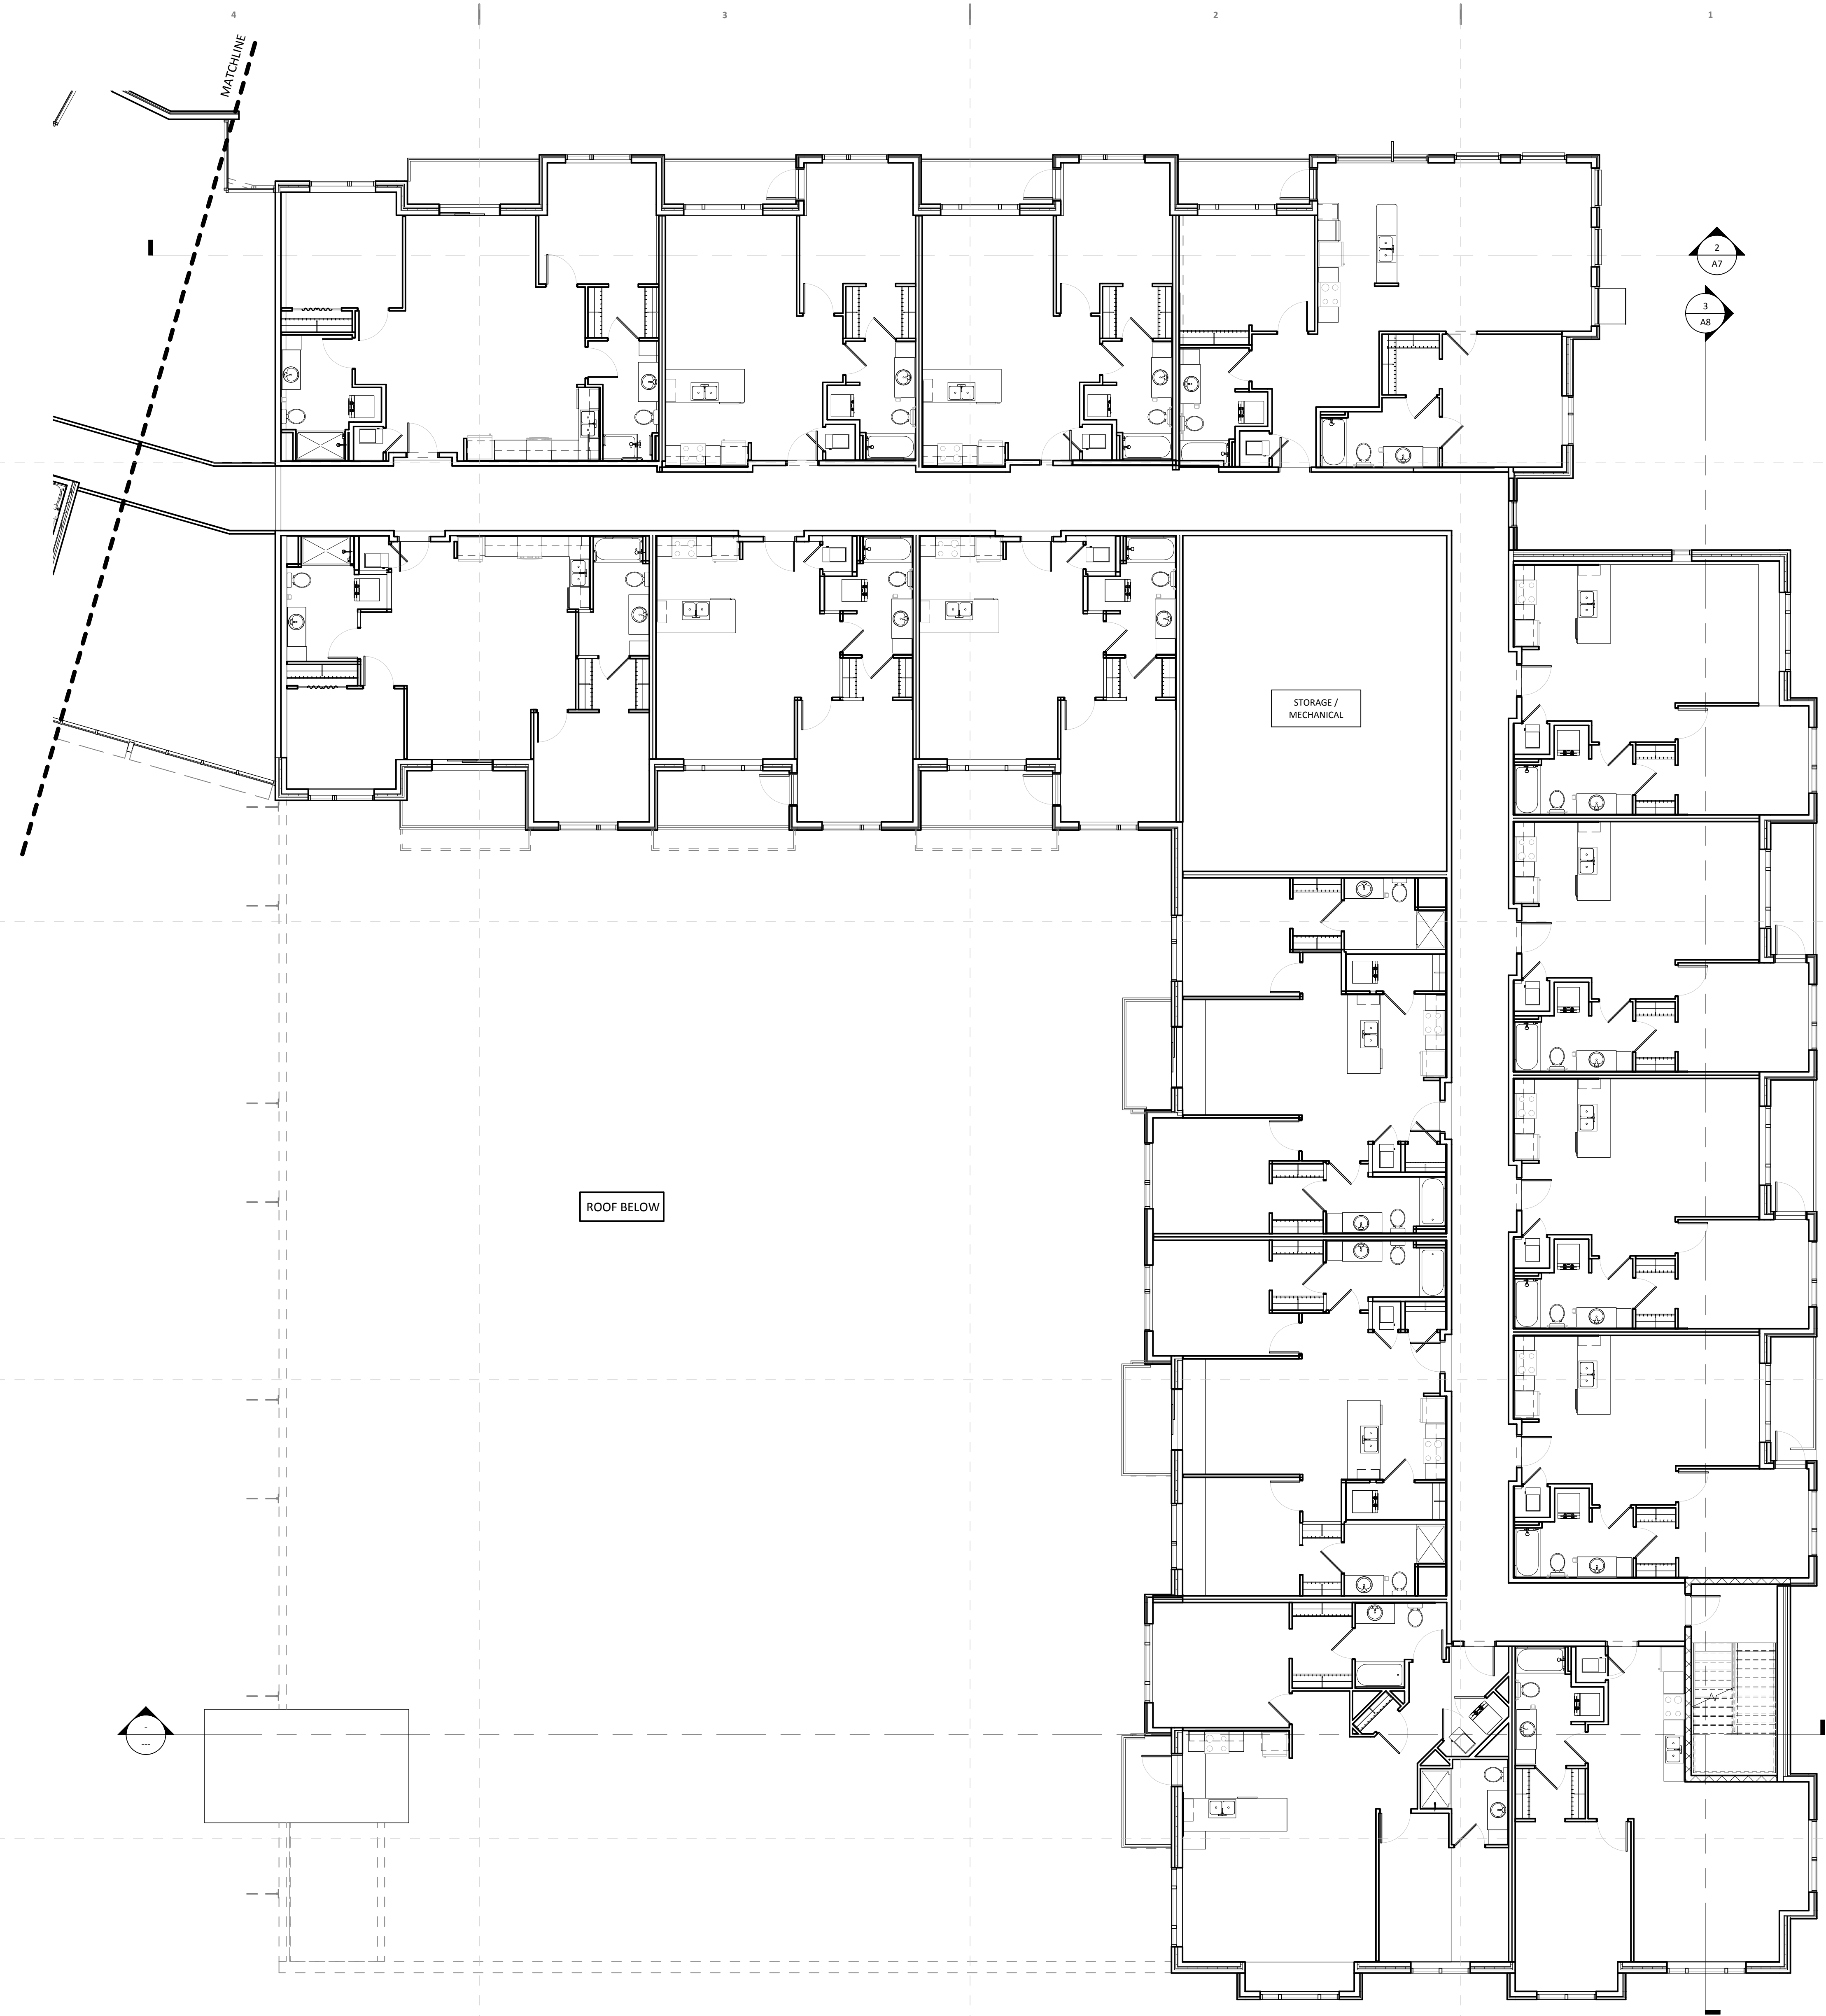 4
3
2
1
MATCHLINE
2
A7
3
A8
STORAGE /
MECHANICAL
ROOF BELOW
-
---